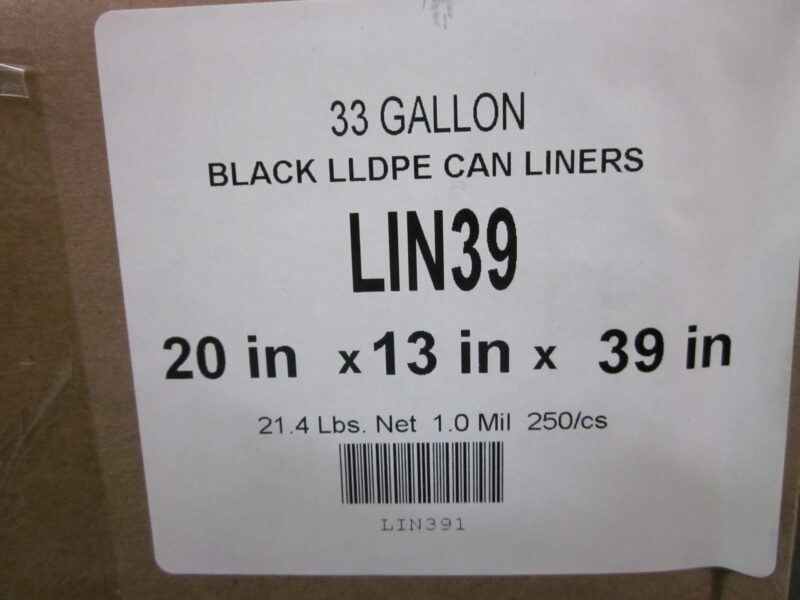 33 GALLON
BLACK LLDPE CAN LINERS
LIN39
20 in x 13 in x 39 in
21.4 Lbs. Net 1.0 Mil 250/cs
LIN391